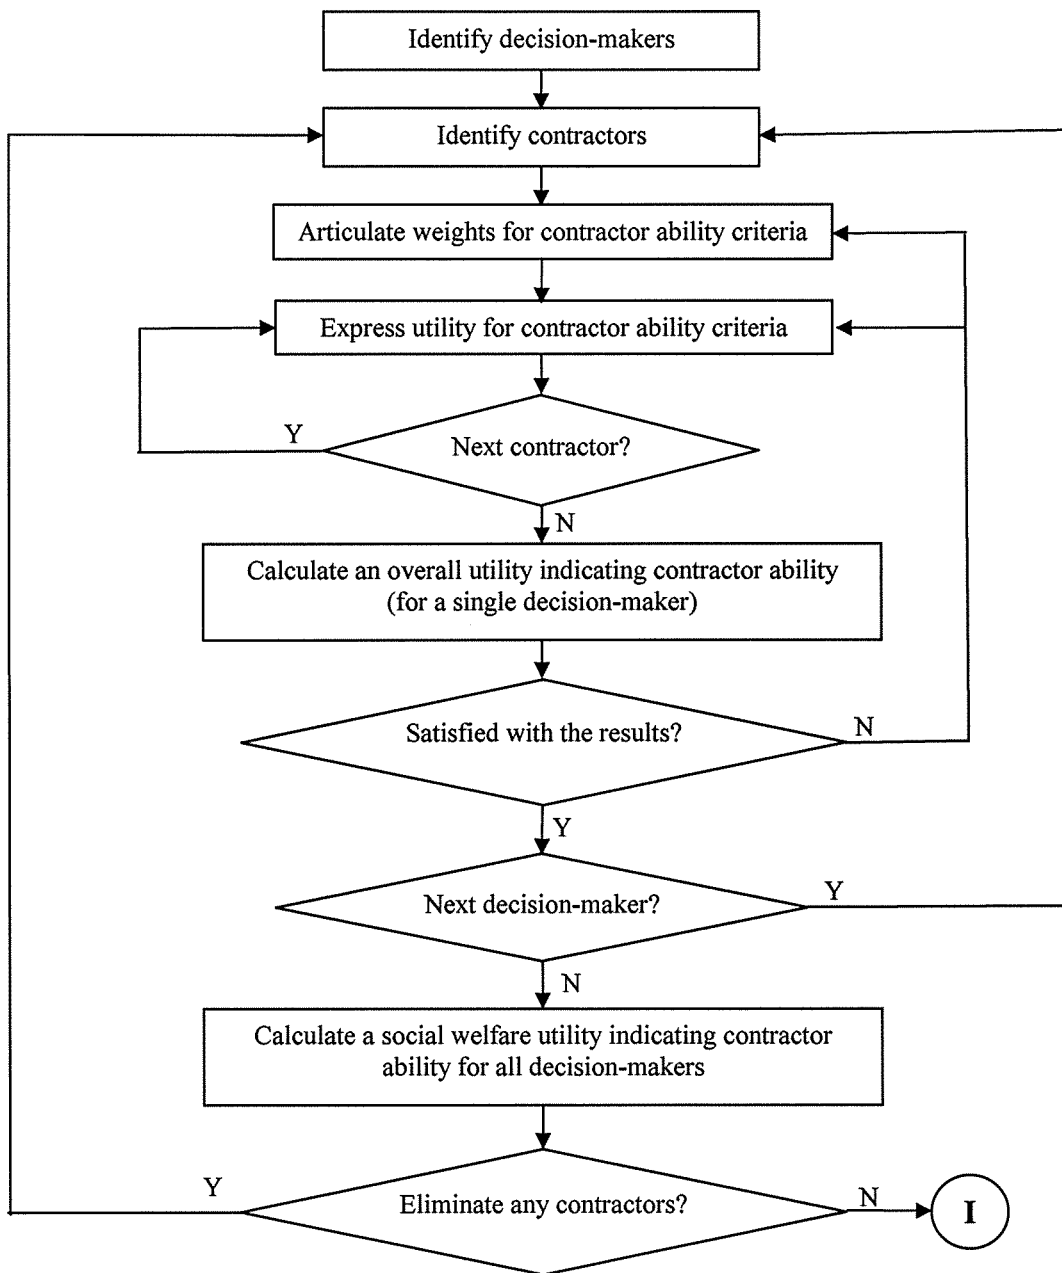 Identify decision-makers
Identify contractors
Articulate weights for contractor ability criteria
Express utility for contractor ability criteria
Y
Next contractor?
N
Calculate an overall utility indicating contractor ability
(for a single decision-maker)
Satisfied with the results?
N
Y
Next decision-maker?
Y
N
Calculate a social welfare utility indicating contractor
ability for all decision-makers
Y
Eliminate any contractors?
N
I